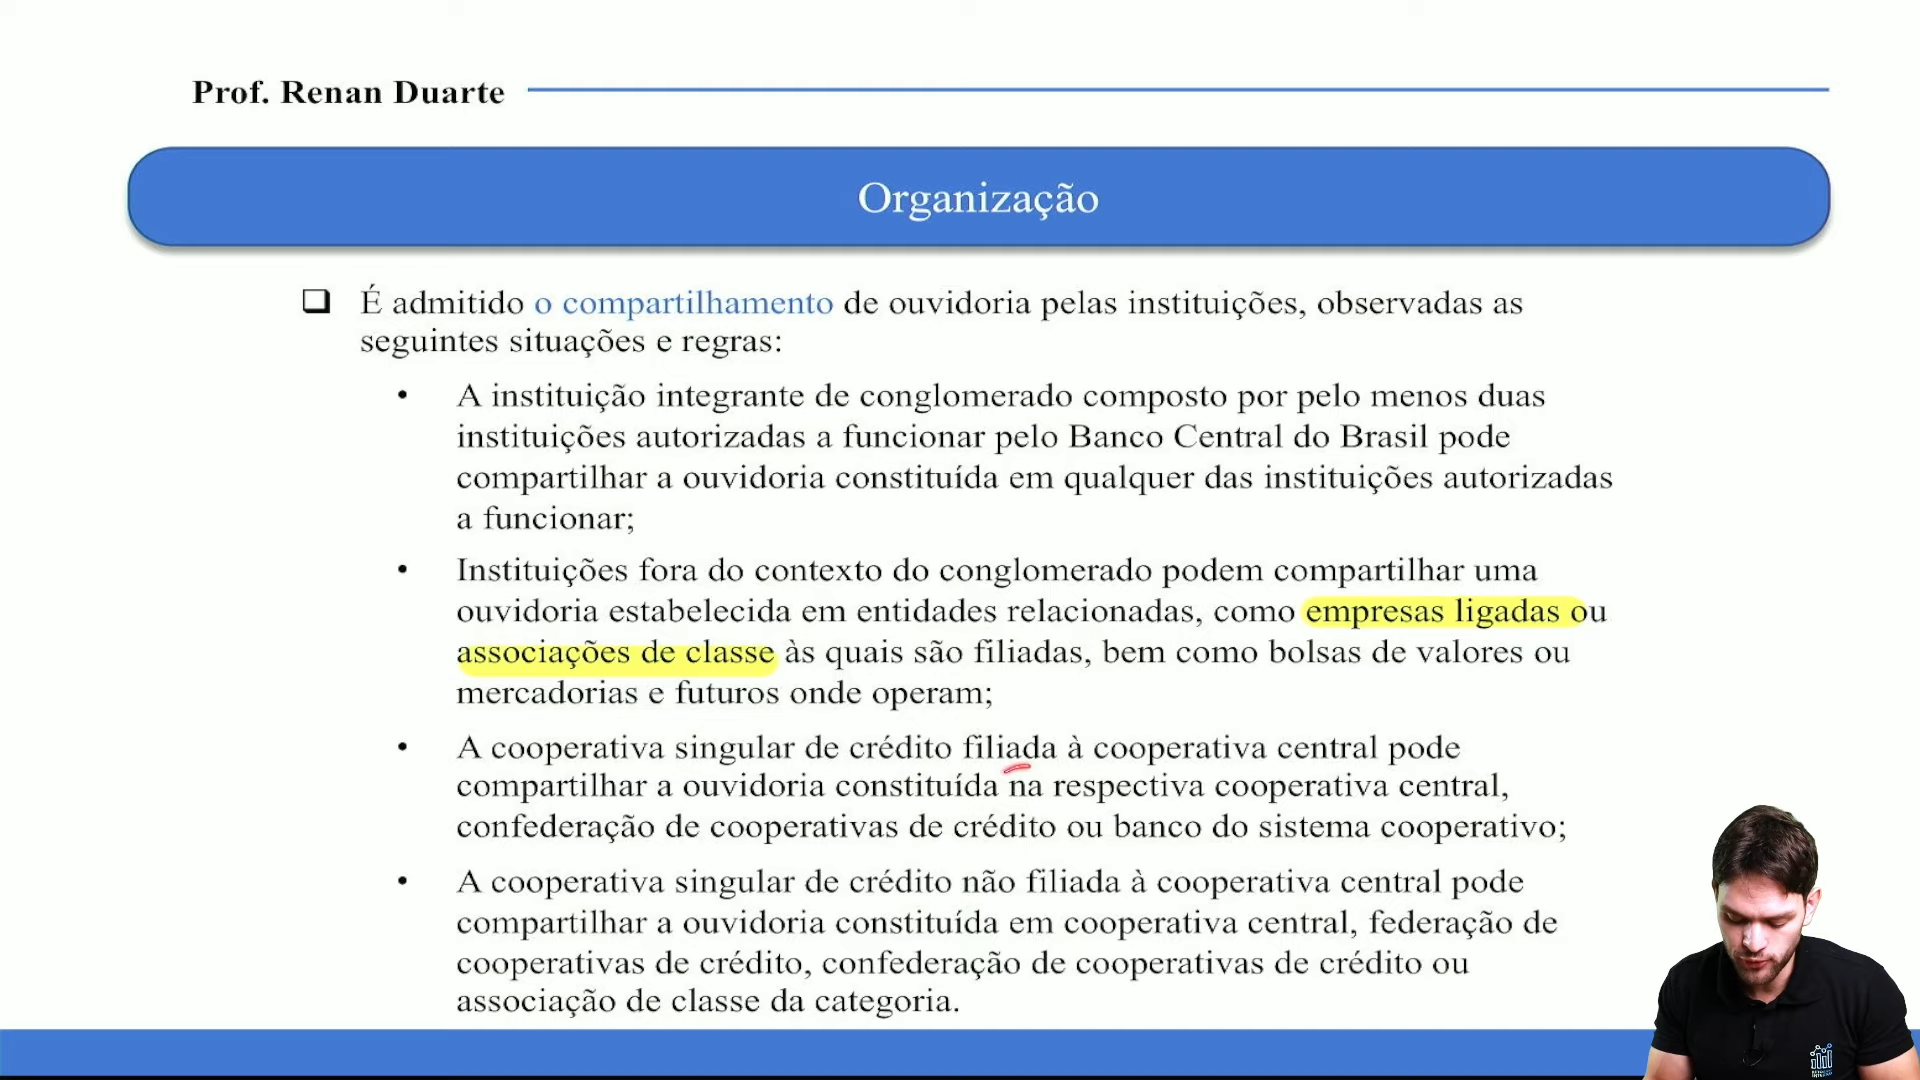 Prof. Renan Duarte
Organização
É admitido o compartilhamento de ouvidoria pelas instituições, observadas as
seguintes situações e regras:
• A instituição integrante de conglomerado composto por pelo menos duas
instituições autorizadas a funcionar pelo Banco Central do Brasil pode
compartilhar a ouvidoria constituída em qualquer das instituições autorizadas
a funcionar;
• Instituições fora do contexto do conglomerado podem compartilhar uma
ouvidoria estabelecida em entidades relacionadas, como empresas ligadas ou
associações de classe às quais são filiadas, bem como bolsas de valores ou
mercadorias e futuros onde operam;
• A cooperativa singular de crédito filiada à cooperativa central pode
compartilhar a ouvidoria constituída na respectiva cooperativa central,
confederação de cooperativas de crédito ou banco do sistema cooperativo;
• A cooperativa singular de crédito não filiada à cooperativa central pode
compartilhar a ouvidoria constituída em cooperativa central, federação de
cooperativas de crédito, confederação de cooperativas de crédito ou
associação de classe da categoria.